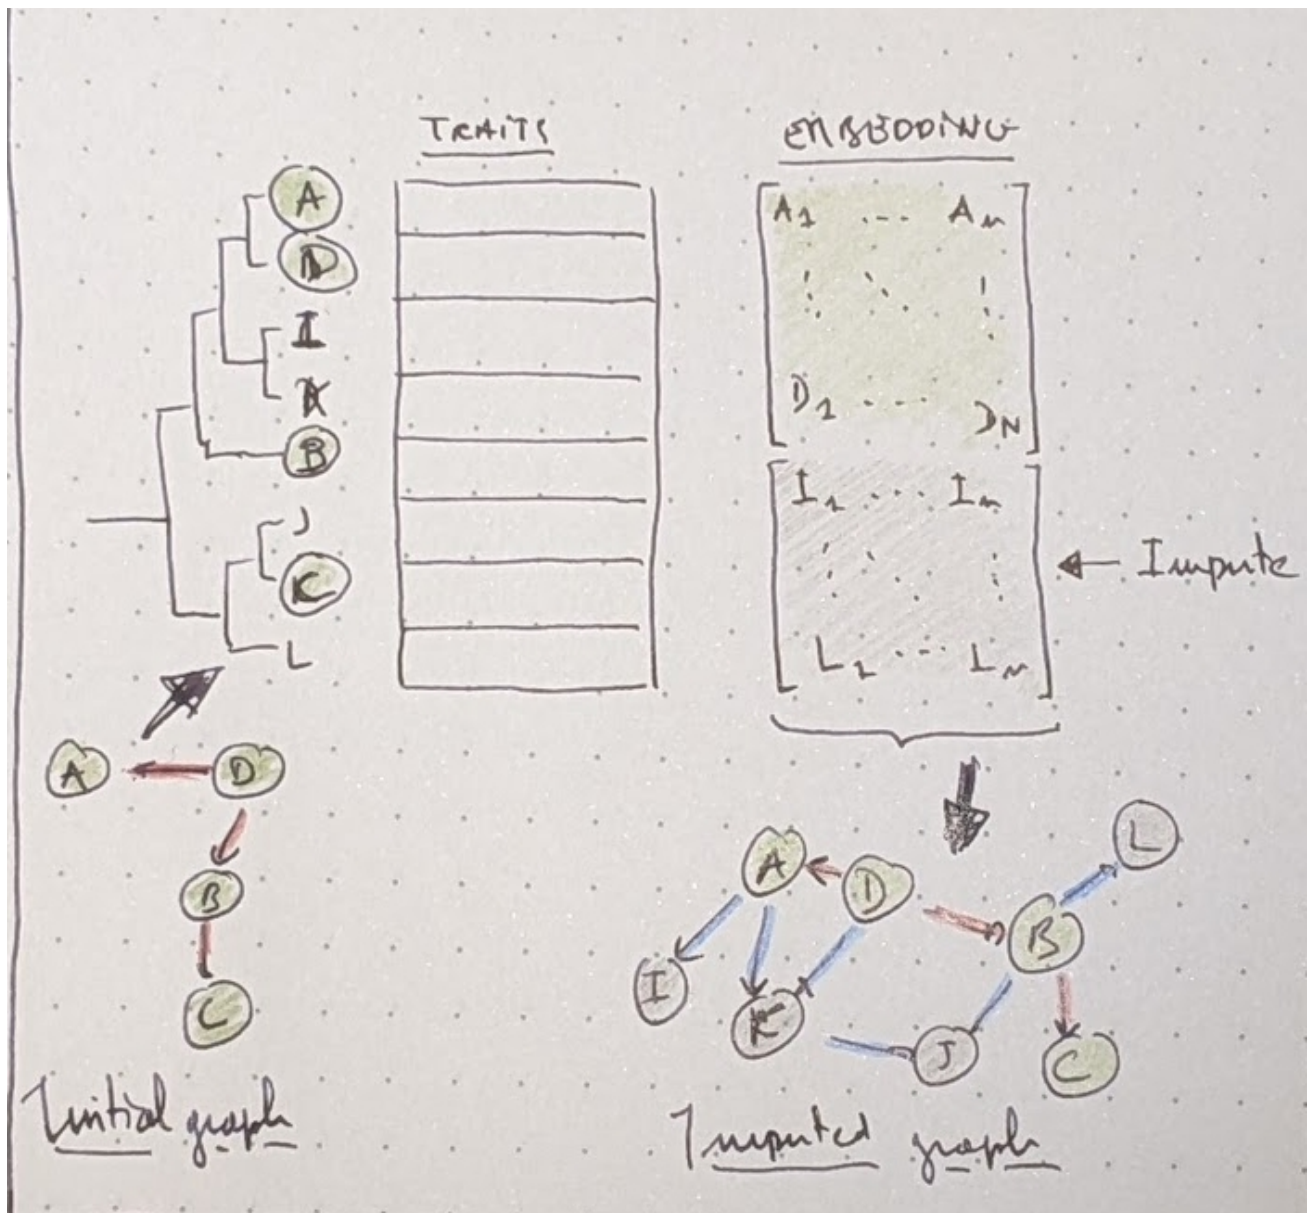 TRAITS
EMBEDDING
A
D
I
K
B
J
C
L
A1 ... An
D1 .... DN
I1 ... In
L1 ... Ln
← Impute
A
D
B
C
Initial graph
A
D
B
L
I
K
J
C
Imputed graph